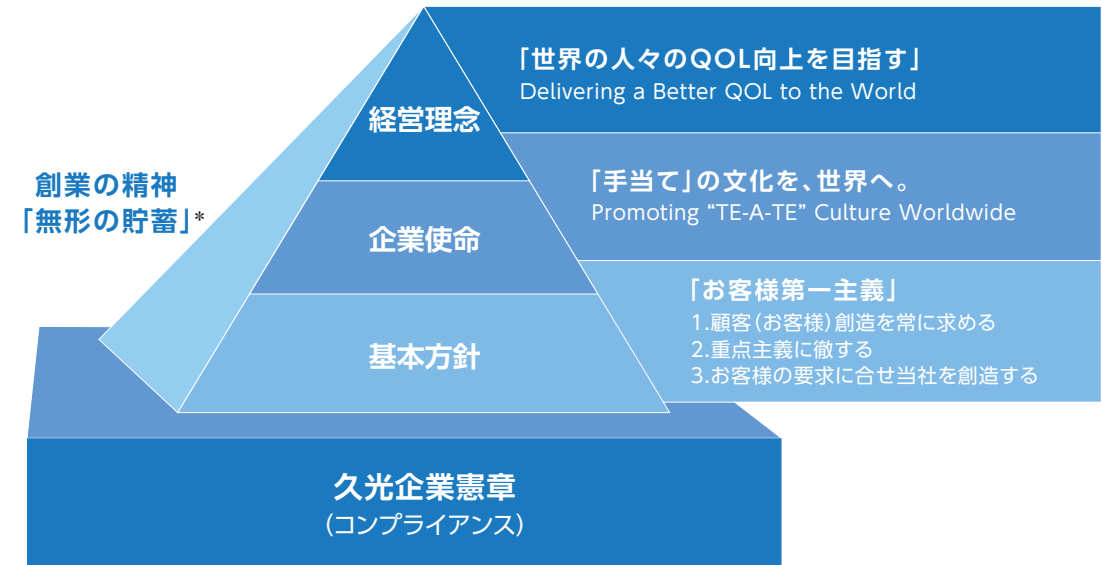 「世界の人々のQOL向上を目指す」
Delivering a Better QOL to the World
経営理念
創業の精神
「無形の貯蓄」*
「手当て」の文化を、世界へ。
Promoting “TE-A-TE” Culture Worldwide
企業使命
「お客様第一主義」
1.顧客(お客様)創造を常に求める
2.重点主義に徹する
3.お客様の要求に合せ当社を創造する
基本方針
久光企業憲章
(コンプライアンス)